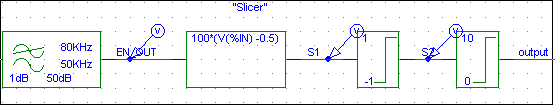 "Slicer"
V
V
80KHz
50KHz
1dB 50dB
EN/OUT
100*(V(%IN) -0.5)
S1
1
-1
S2
10
0
output